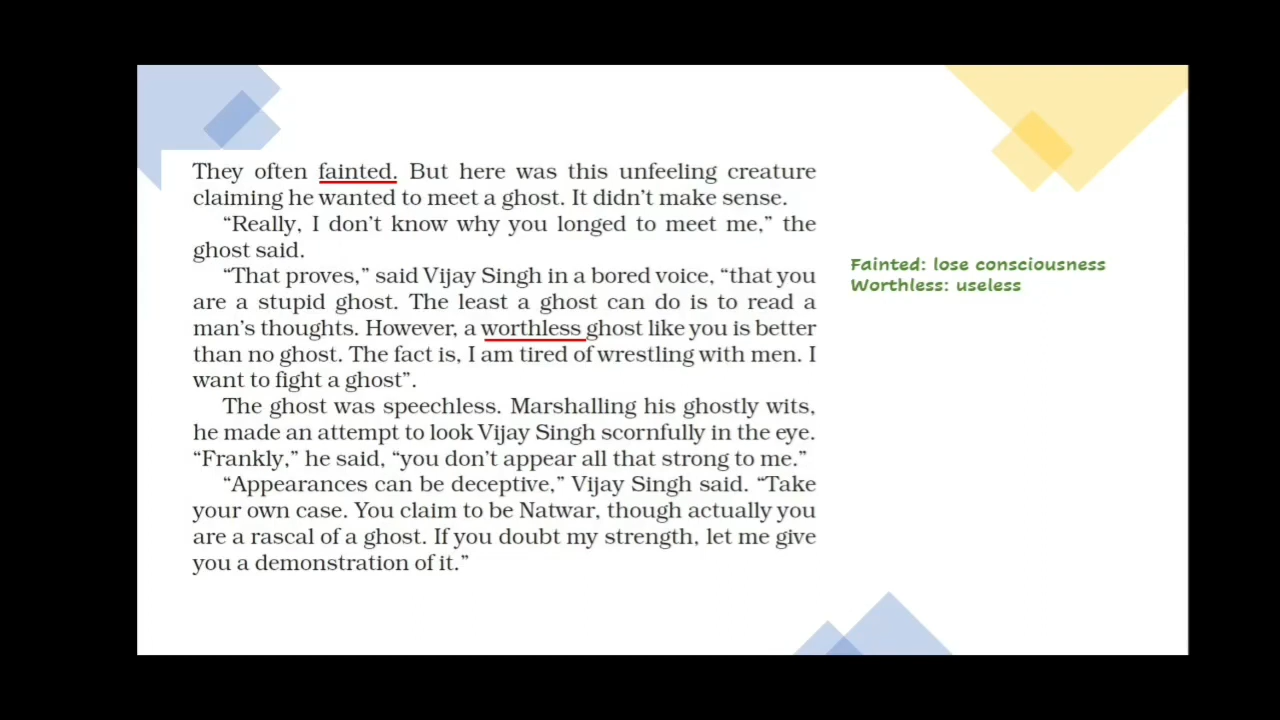 They often fainted. But here was this unfeeling creature
claiming he wanted to meet a ghost. It didn’t make sense.
“Really, I don’t know why you longed to meet me,” the
ghost said.
“That proves,” said Vijay Singh in a bored voice, “that you
are a stupid ghost. The least a ghost can do is to read a
man’s thoughts. However, a worthless ghost like you is better
than no ghost. The fact is, I am tired of wrestling with men. I
want to fight a ghost”.
The ghost was speechless. Marshalling his ghostly wits,
he made an attempt to look Vijay Singh scornfully in the eye.
“Frankly,” he said, “you don’t appear all that strong to me.”
“Appearances can be deceptive,” Vijay Singh said. “Take
your own case. You claim to be Natwar, though actually you
are a rascal of a ghost. If you doubt my strength, let me give
you a demonstration of it.”
Fainted: lose consciousness
Worthless: useless